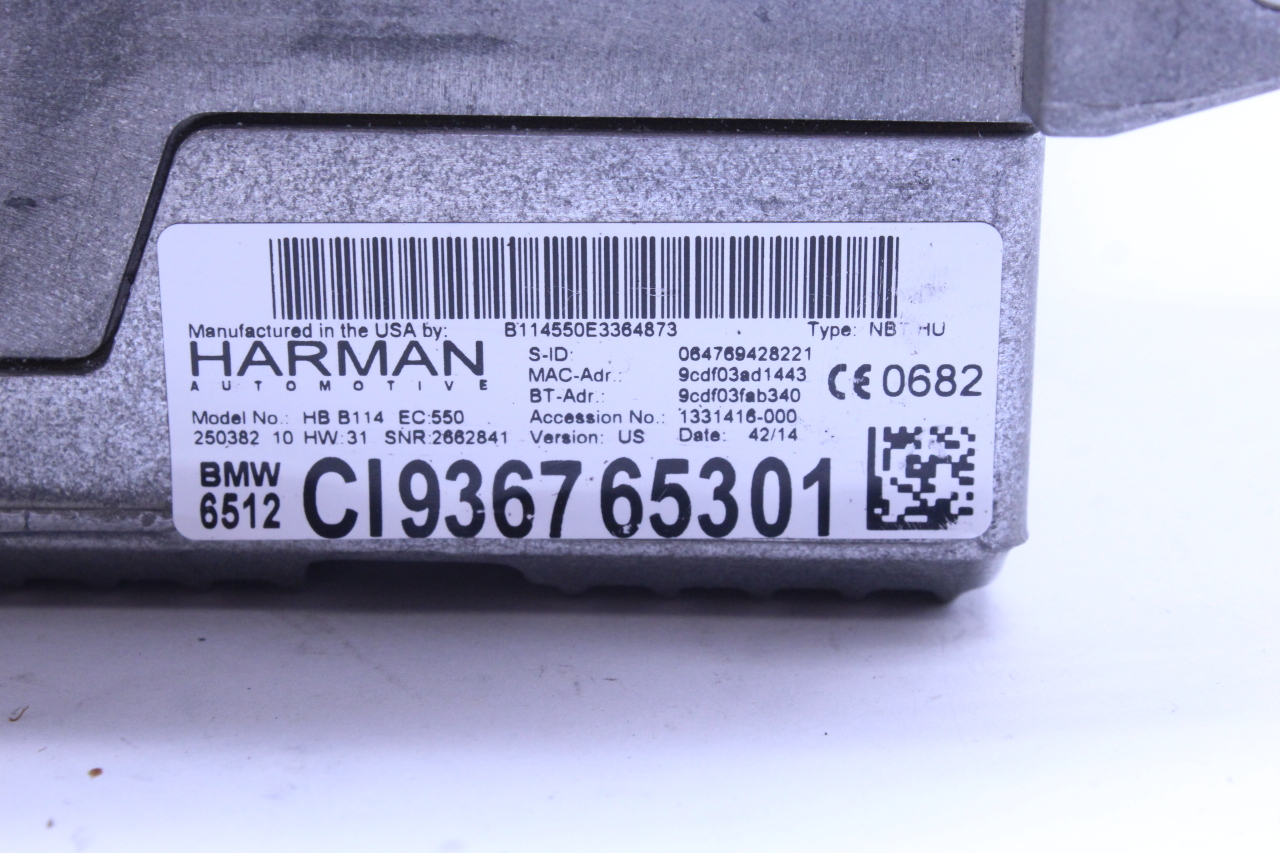 Manufactured in the USA by: B114550E3364873 Type: NBT HU
HARMAN
AUTOMOTIVE
S-ID: 064769428221
MAC-Adr.: 9cdf03ad1443
BT-Adr.: 9cdf03fab340
CE 0682
Model No.: HB B114 EC:550 Accession No.: 1331416-000
250382 10 HW:31 SNR:2662841 Version: US Date: 42/14
BMW
6512
CI9367 65301